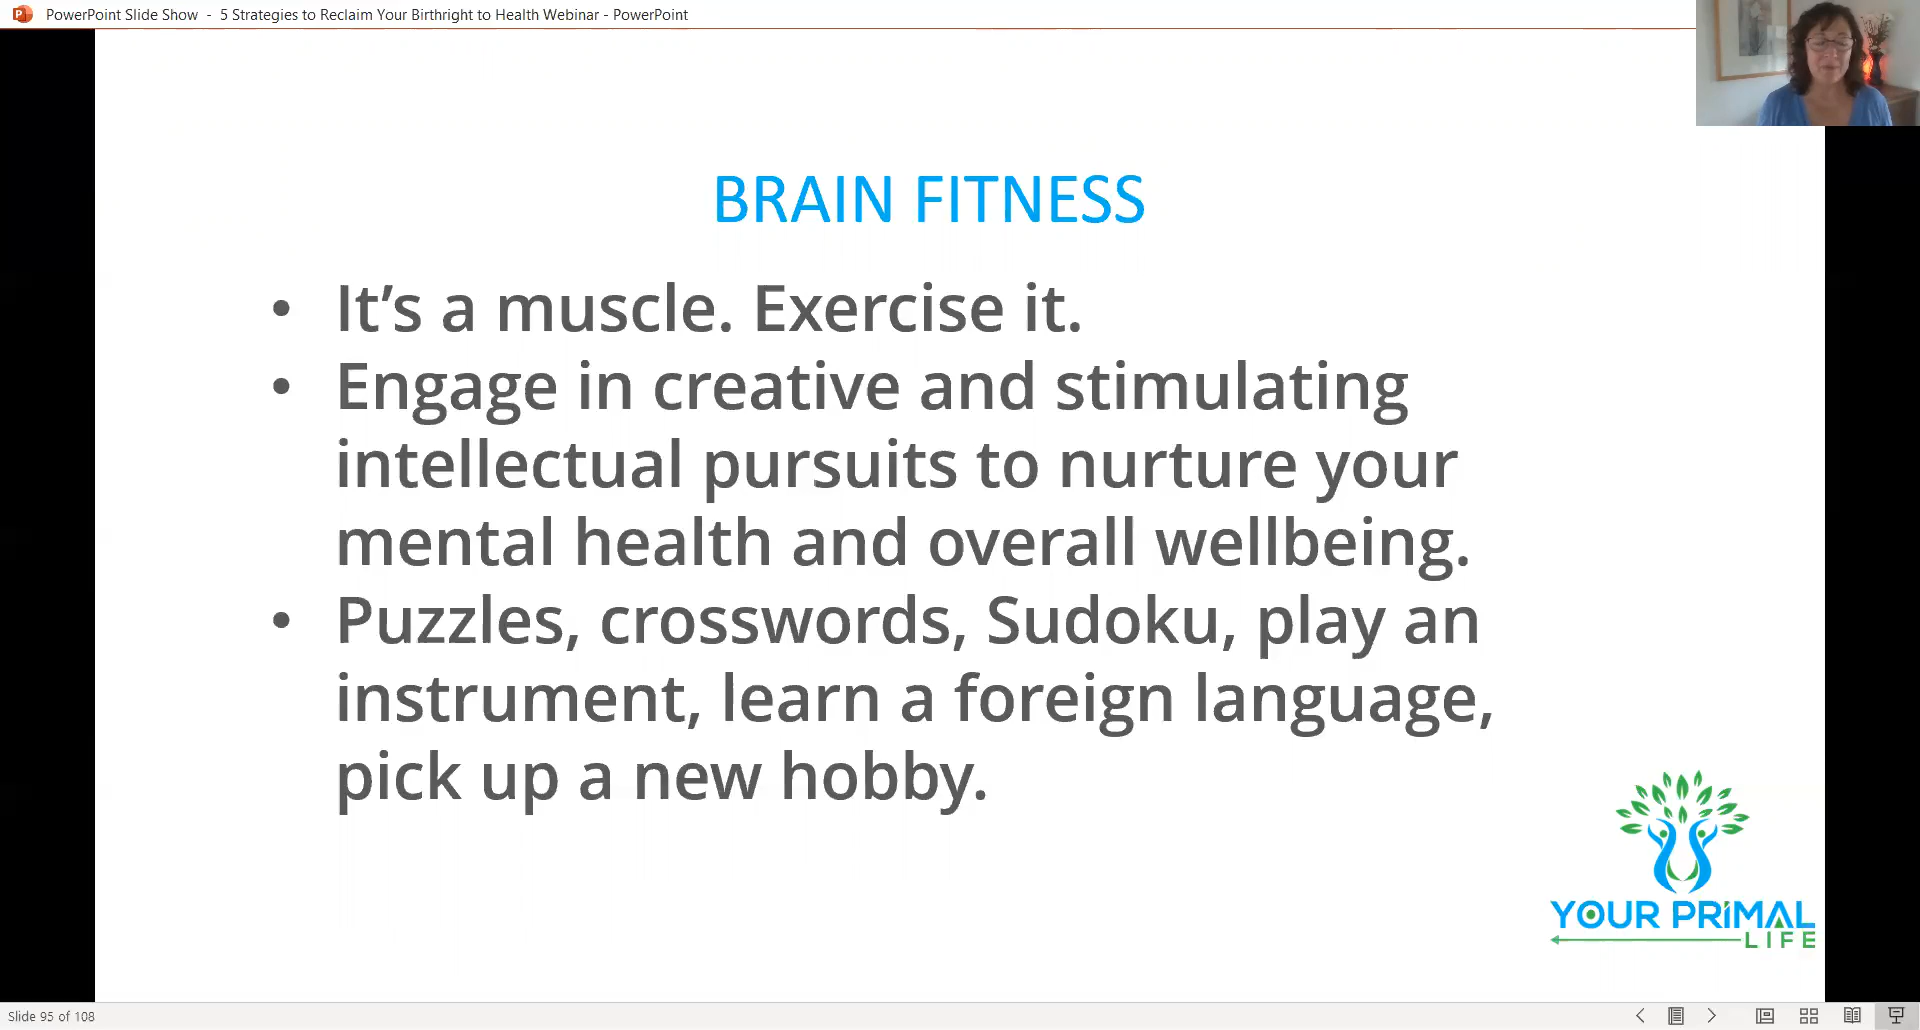 PowerPoint Slide Show - 5 Strategies to Reclaim Your Birthright to Health Webinar - PowerPoint
BRAIN FITNESS
• It’s a muscle. Exercise it.
• Engage in creative and stimulating
intellectual pursuits to nurture your
mental health and overall wellbeing.
• Puzzles, crosswords, Sudoku, play an
instrument, learn a foreign language,
pick up a new hobby.
YOUR PRiMAL
LIFE
Slide 95 of 108